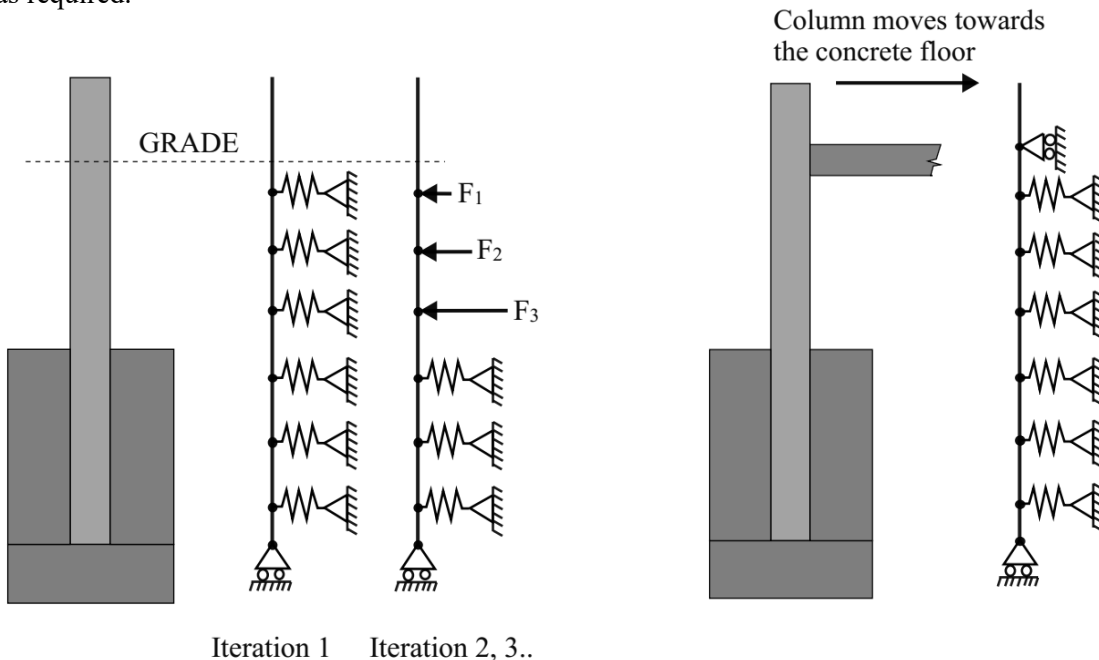 as required.
Column moves towards
the concrete floor
GRADE
F1
F2
F3
Iteration 1
Iteration 2, 3..